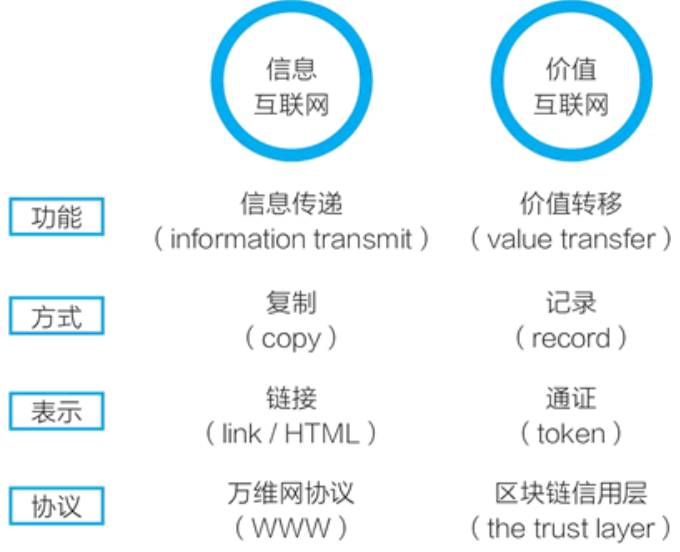 信息
互联网
价值
互联网
功能
信息传递
（information transmit）
价值转移
（value transfer）
方式
复制
（copy）
记录
（record）
表示
链接
（link / HTML）
通证
（token）
协议
万维网协议
（WWW）
区块链信用层
（the trust layer）